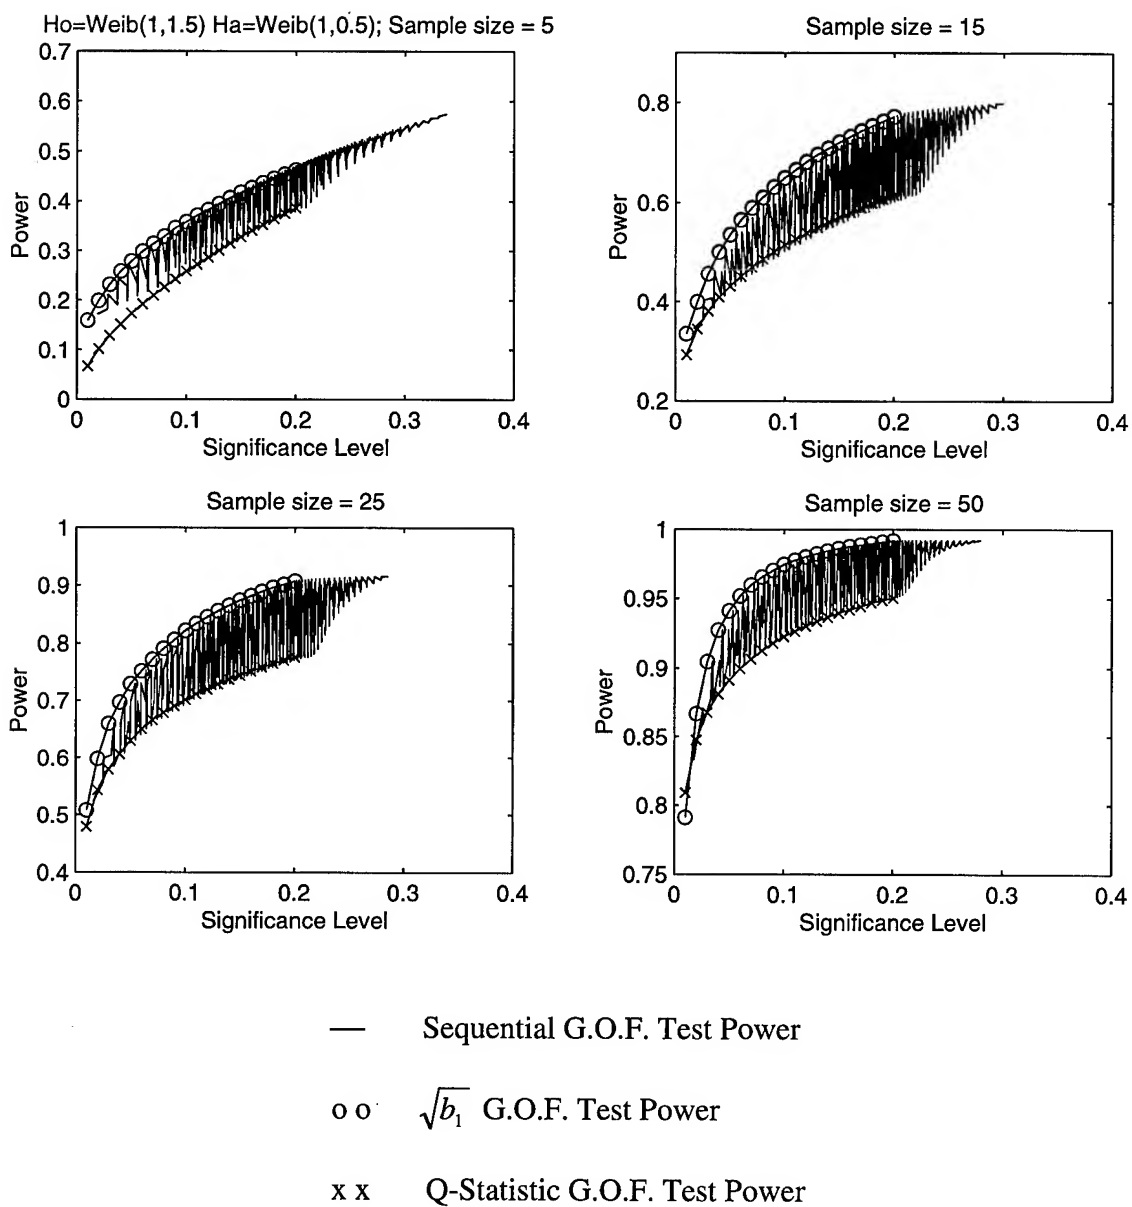 Ho=Weib(1,1.5) Ha=Weib(1,0.5); Sample size = 5
0.7
0.6
0.5
0.4
0.3
0.2
0.1
0
0 0.1 0.2 0.3 0.4
Power
Significance Level
Sample size = 15
0.8
0.6
0.4
0.2
0 0.1 0.2 0.3 0.4
Power
Significance Level
Sample size = 25
1
0.9
0.8
0.7
0.6
0.5
0.4
0 0.1 0.2 0.3 0.4
Power
Significance Level
Sample size = 50
1
0.95
0.9
0.85
0.8
0.75
0 0.1 0.2 0.3 0.4
Power
Significance Level
— Sequential G.O.F. Test Power
o o √b₁ G.O.F. Test Power
x x Q-Statistic G.O.F. Test Power